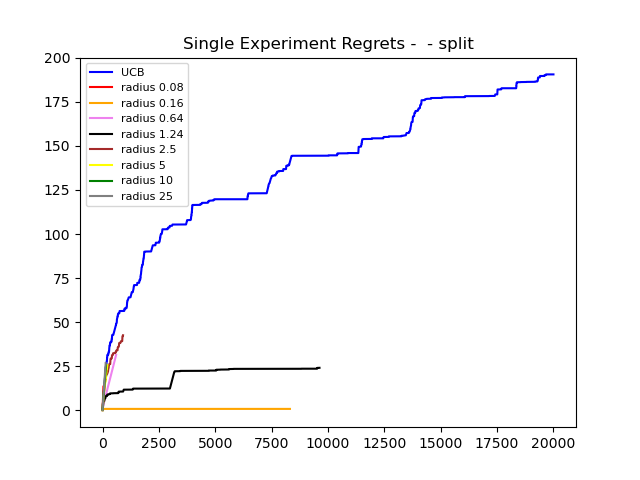 Single Experiment Regrets -  - split
200
175
150
125
100
75
50
25
0
UCB
radius 0.08
radius 0.16
radius 0.64
radius 1.24
radius 2.5
radius 5
radius 10
radius 25
0 2500 5000 7500 10000 12500 15000 17500 20000